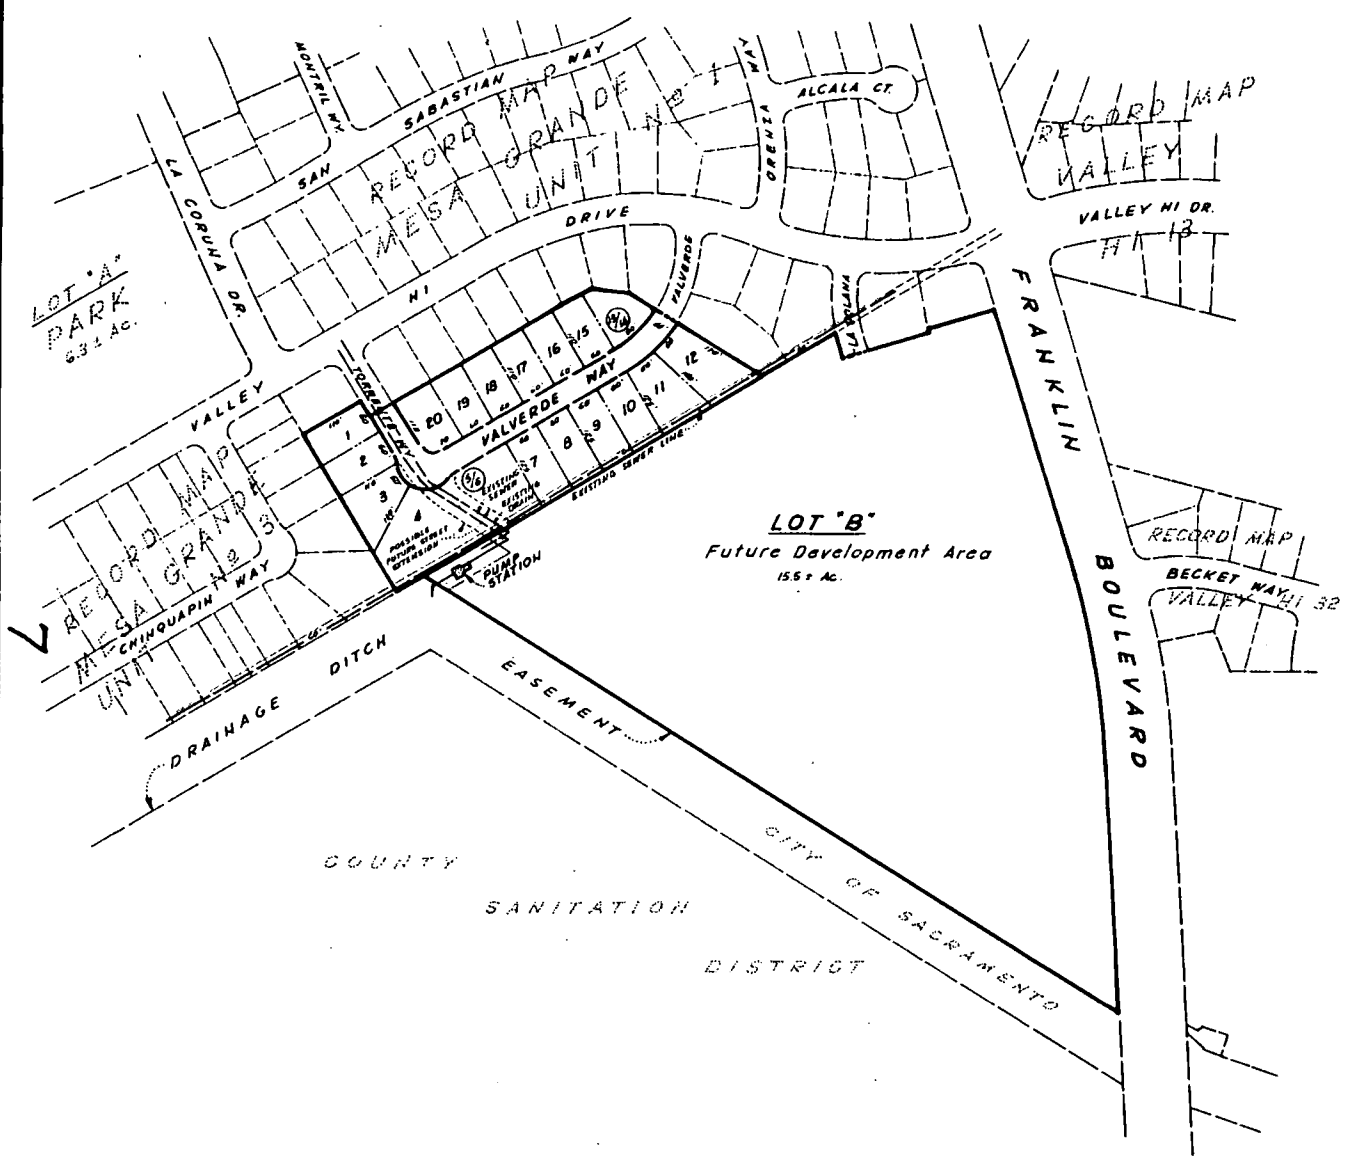 MONTRIL WY.
SAN SABASTIAN WAY
RECORD MAP
MESA GRANDE
UNIT No 1
ORENZA WAY
ALCALA CT.
RECORD MAP
VALLEY
HI 13
VALLEY HI DR.
LA CORUNA DR.
LOT "A"
PARK
6.3 ± AC.
VALLEY HI DRIVE
VALVERDE
FRANKLIN BOULEVARD
VALVERDE WAY
1
2
3
4
7
8
9
10
11
12
15
16
17
18
19
20
5/6
EXISTING SEWER
EXISTING DRAIN
EXISTING SEWER LINE
POSSIBLE
FUTURE STREET
EXTENSION
PUMP
STATION
LOT "B"
Future Development Area
15.5 ± Ac.
RECORD MAP
VALLEY HI 32
BECKET WAY
RECORD MAP
MESA GRANDE
UNIT No 3
CHINQUAPIN WAY
DRAINAGE DITCH
EASEMENT
CITY OF SACRAMENTO
COUNTY
SANITATION
DISTRICT